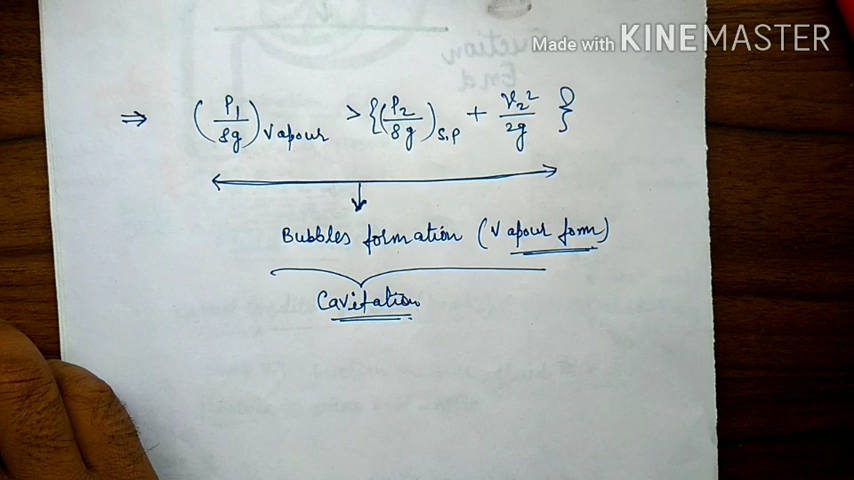 Made with KINEMASTER
⇒ (P₁/ρg)Vapour > {(P₂/ρg)S.P + V₂²/2g}
Bubbles formation (Vapour form)
Cavitation